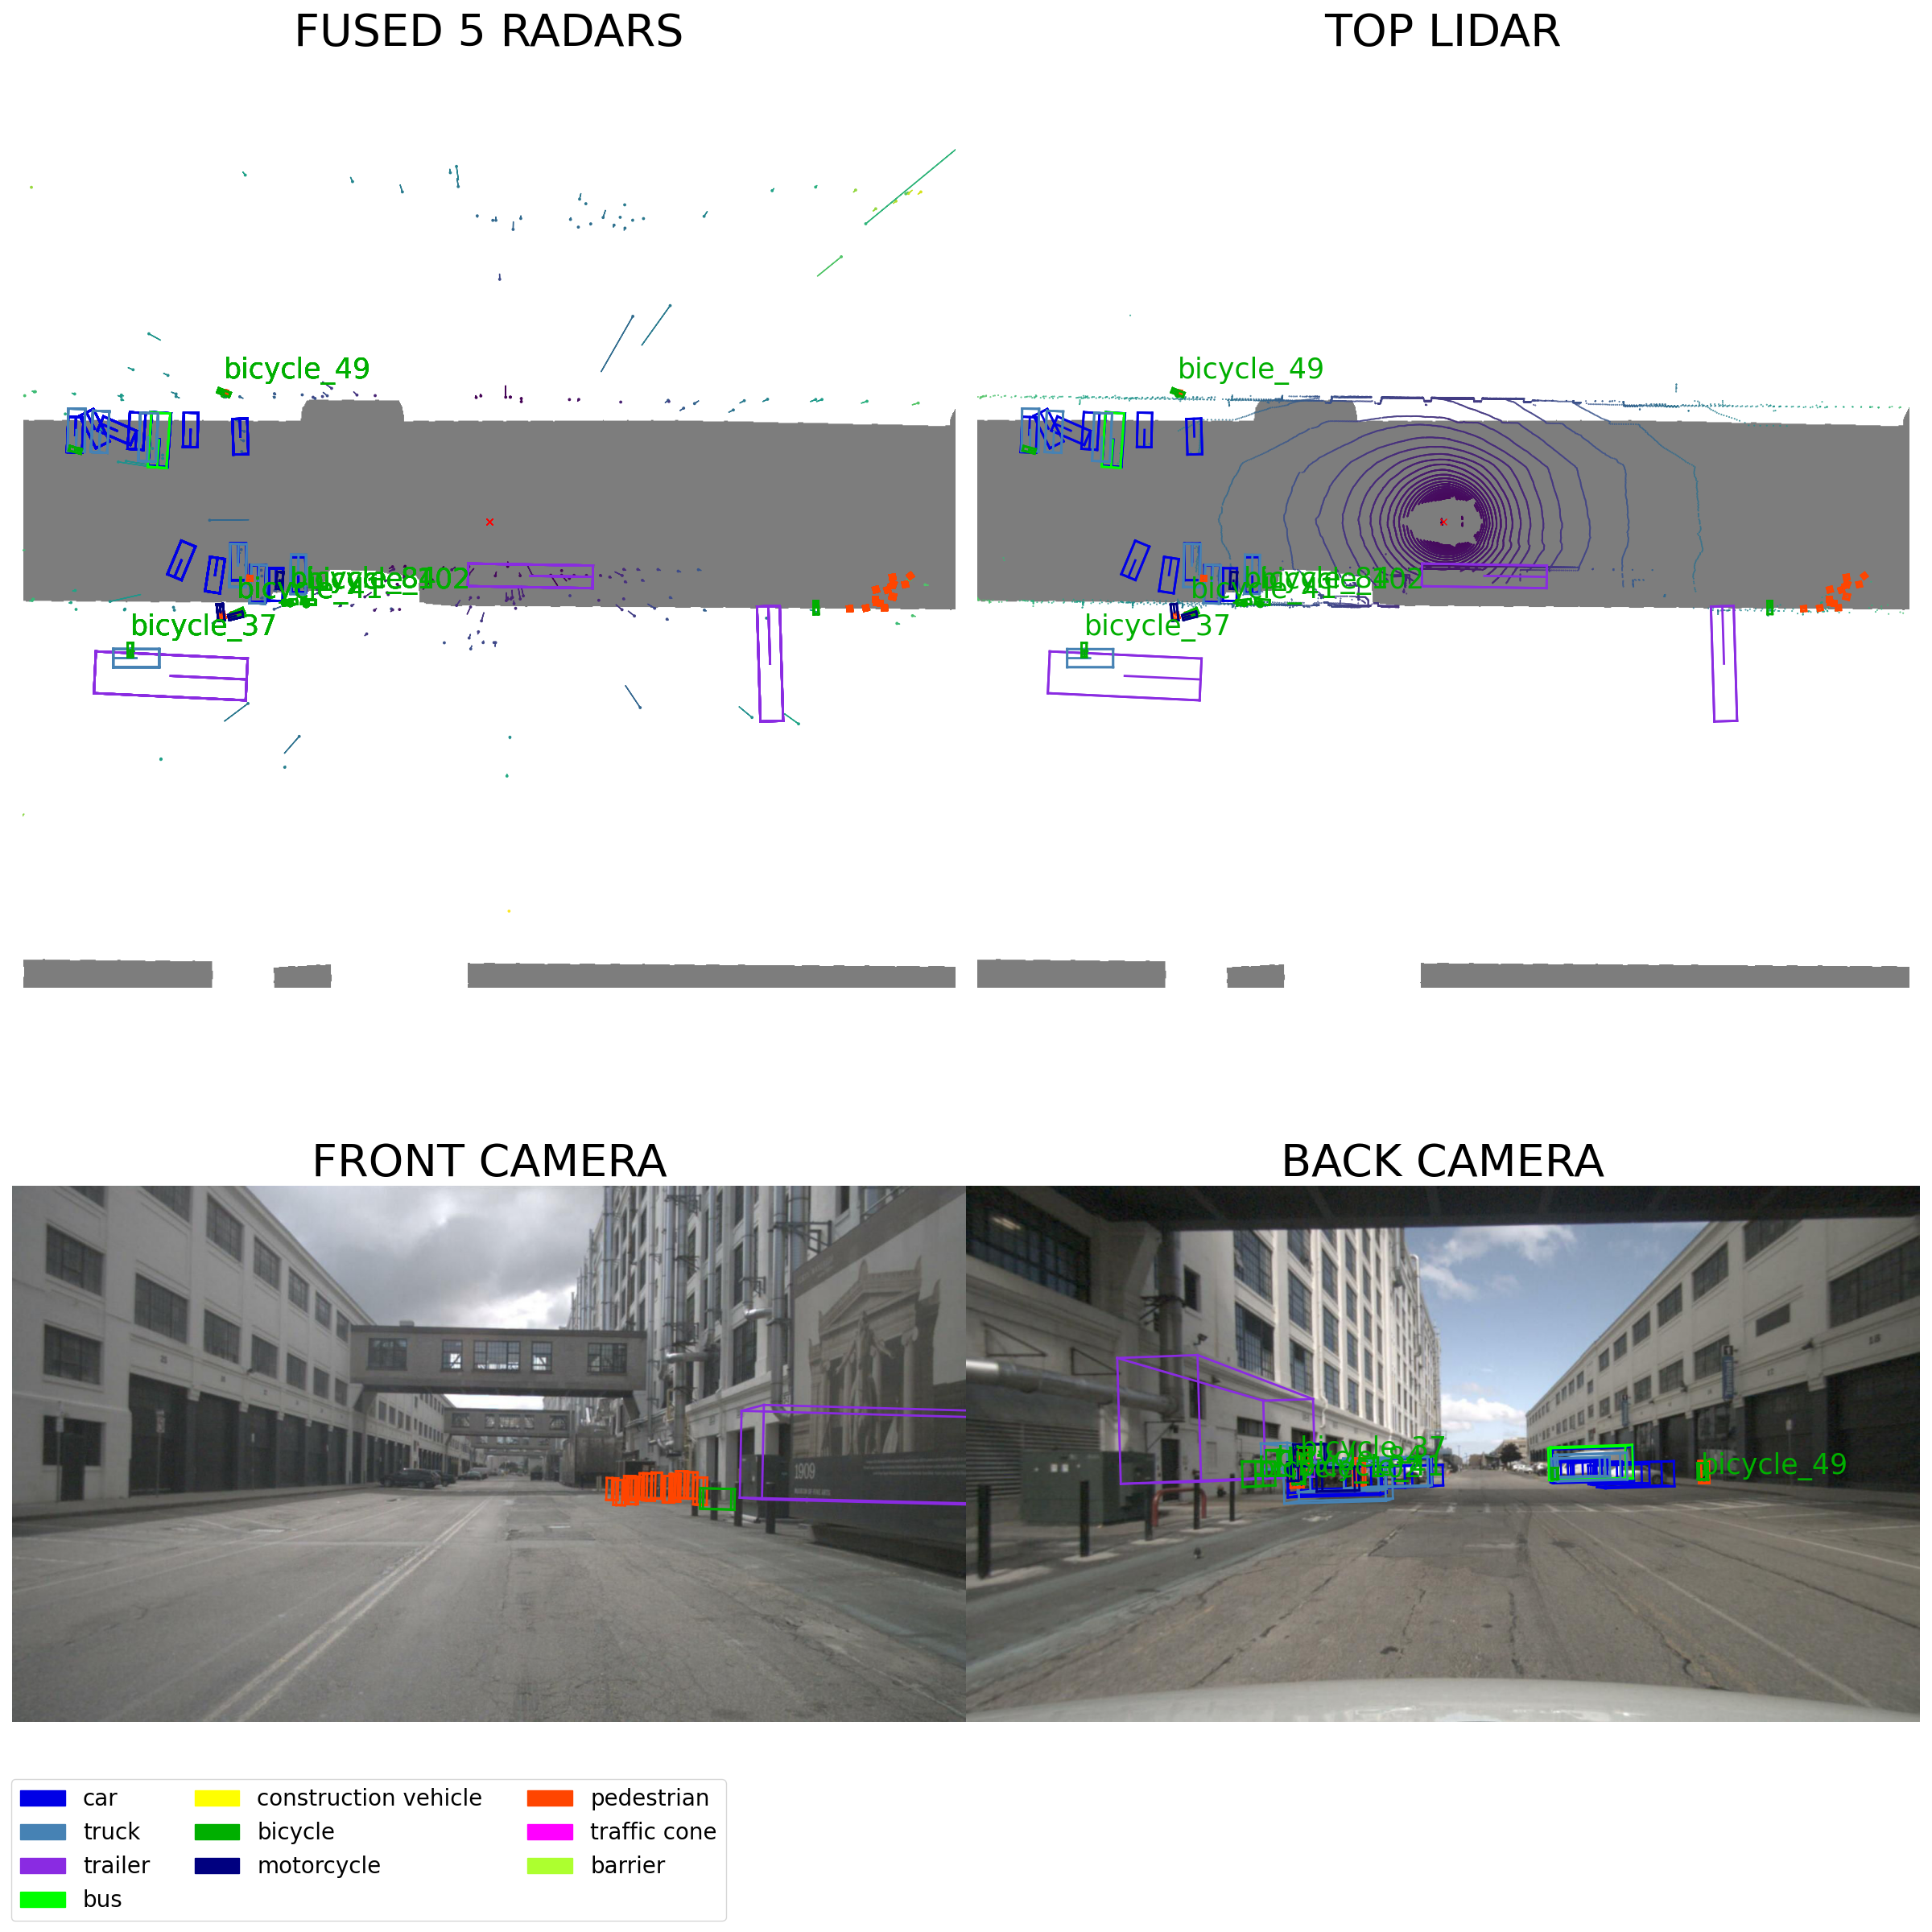 FUSED 5 RADARS
TOP LIDAR
bicycle_49
bicycle_49
bicycle_37
bicycle_37
FRONT CAMERA
BACK CAMERA
1909
bicycle_37
bicycle_49
car
truck
trailer
bus
construction vehicle
bicycle
motorcycle
pedestrian
traffic cone
barrier